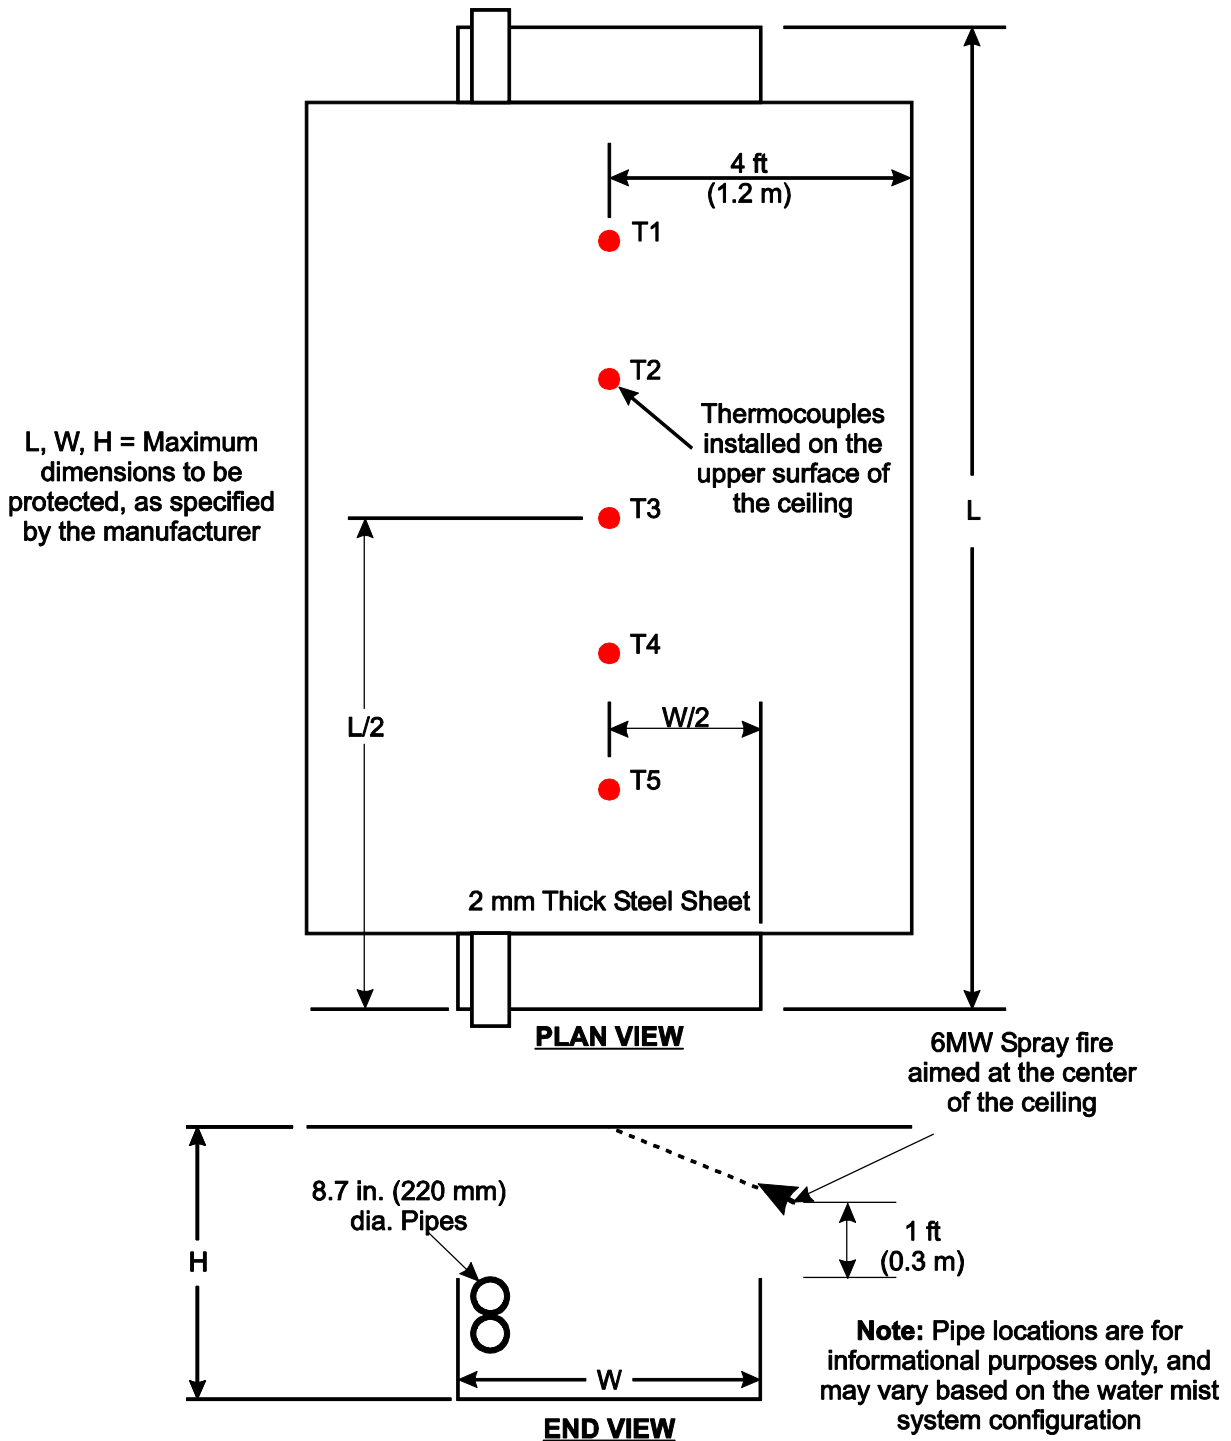 4 ft
(1.2 m)
T1
T2
Thermocouples
installed on the
upper surface of
the ceiling
L, W, H = Maximum
dimensions to be
protected, as specified
by the manufacturer
T3
L
T4
L/2
W/2
T5
2 mm Thick Steel Sheet
PLAN VIEW
6MW Spray fire
aimed at the center
of the ceiling
8.7 in. (220 mm)
dia. Pipes
H
1 ft
(0.3 m)
W
Note: Pipe locations are for
informational purposes only, and
may vary based on the water mist
system configuration
END VIEW